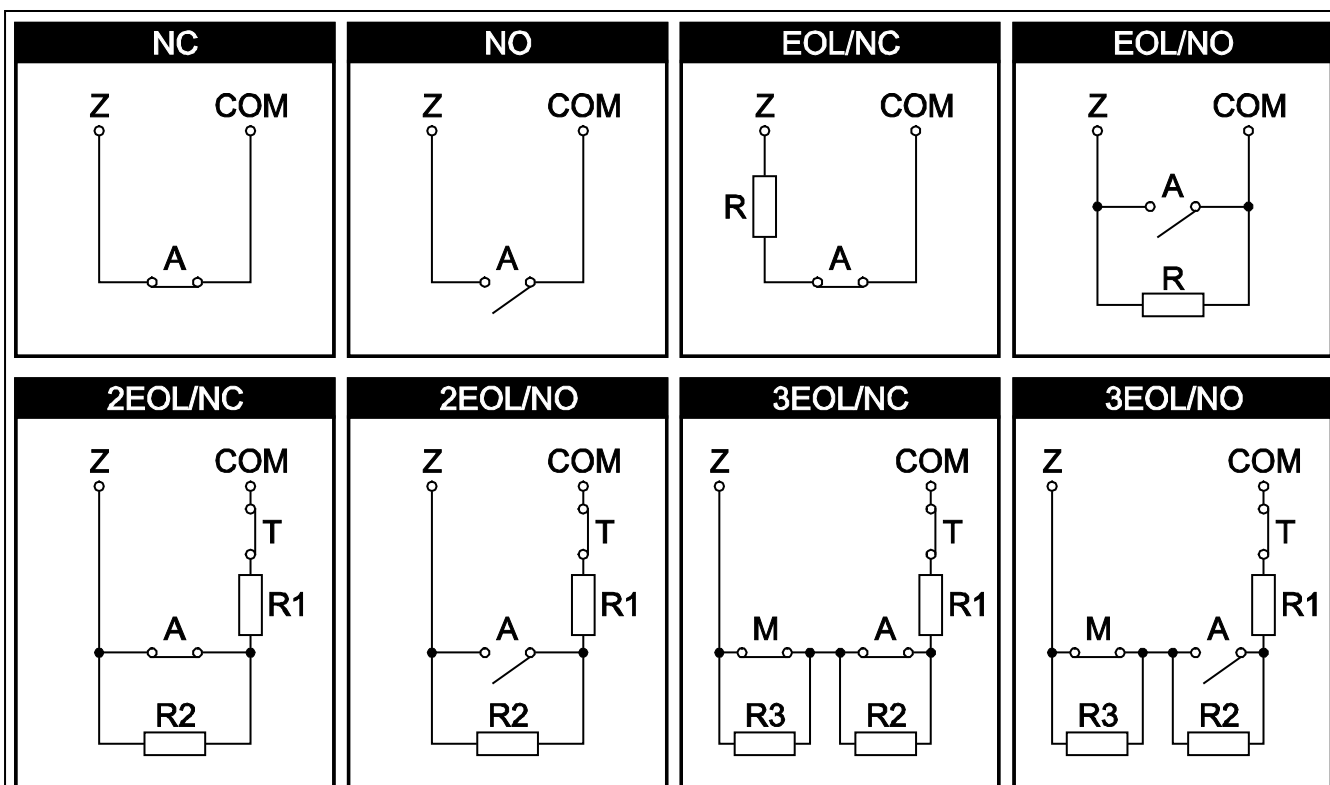 NC
Z COM
A
NO
Z COM
A
EOL/NC
Z COM
R
A
EOL/NO
Z COM
A
R
2EOL/NC
Z COM
T
R1
A
R2
2EOL/NO
Z COM
T
R1
A
R2
3EOL/NC
Z COM
T
R1
M A
R3 R2
3EOL/NO
Z COM
T
R1
M A
R3 R2